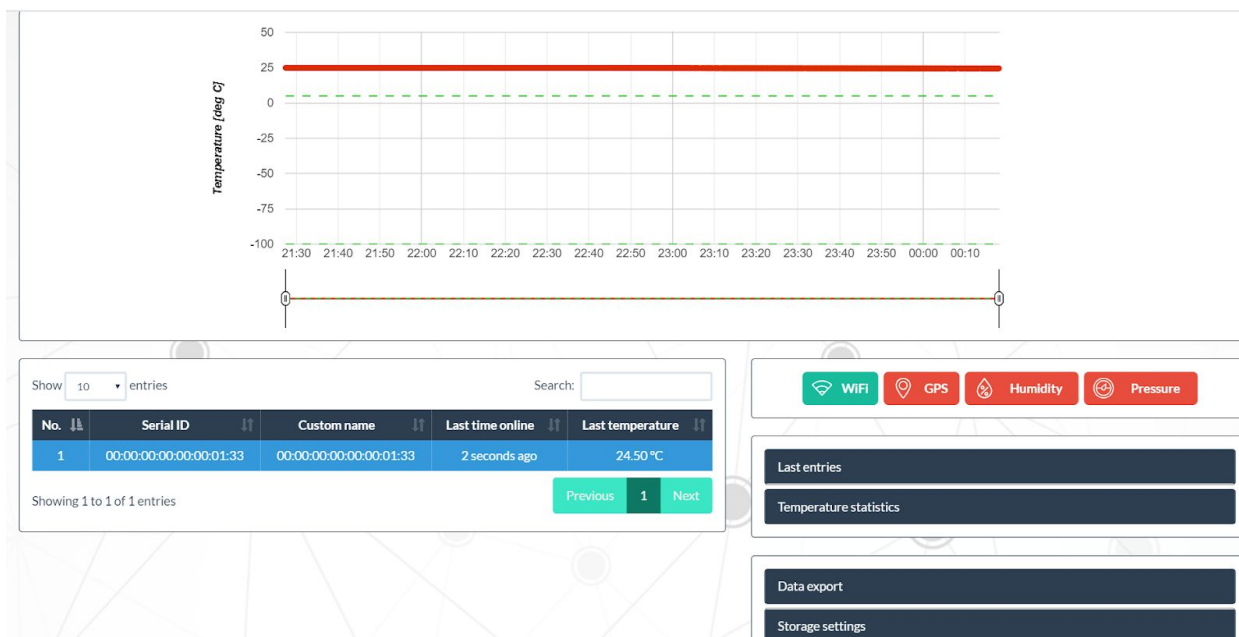 50
25
0
-25
-50
-75
-100
Temperature [deg C]
21:30 21:40 21:50 22:00 22:10 22:20 22:30 22:40 22:50 23:00 23:10 23:20 23:30 23:40 23:50 00:00 00:10
Show 10 entries Search:
No. Serial ID Custom name Last time online Last temperature
1 00:00:00:00:00:00:01:33 00:00:00:00:00:00:01:33 2 seconds ago 24.50 °C
Showing 1 to 1 of 1 entries Previous 1 Next
WiFi GPS Humidity Pressure
Last entries
Temperature statistics
Data export
Storage settings